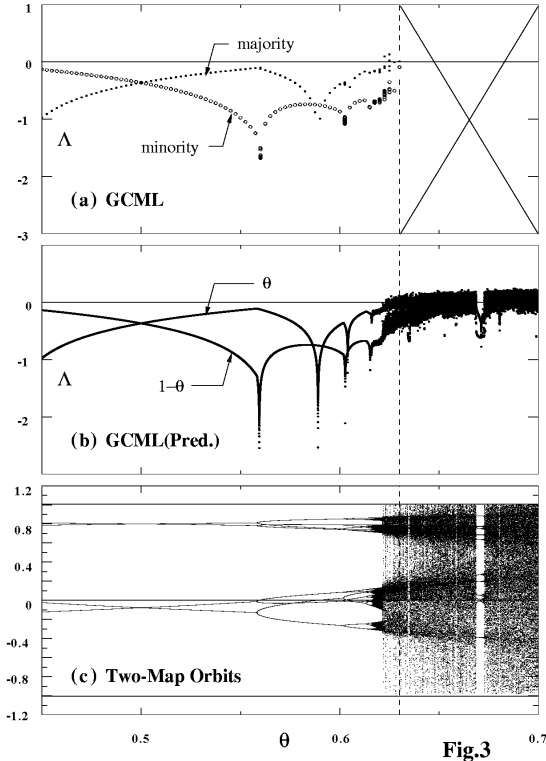 1
0
-1
-2
-3
majority
minority
Λ
(a) GCML
0
-1
-2
θ
1-θ
Λ
(b) GCML(Pred.)
1.2
0.8
0.4
0
-0.4
-0.8
-1.2
(c) Two-Map Orbits
0.5
θ
0.6
0.7
Fig.3